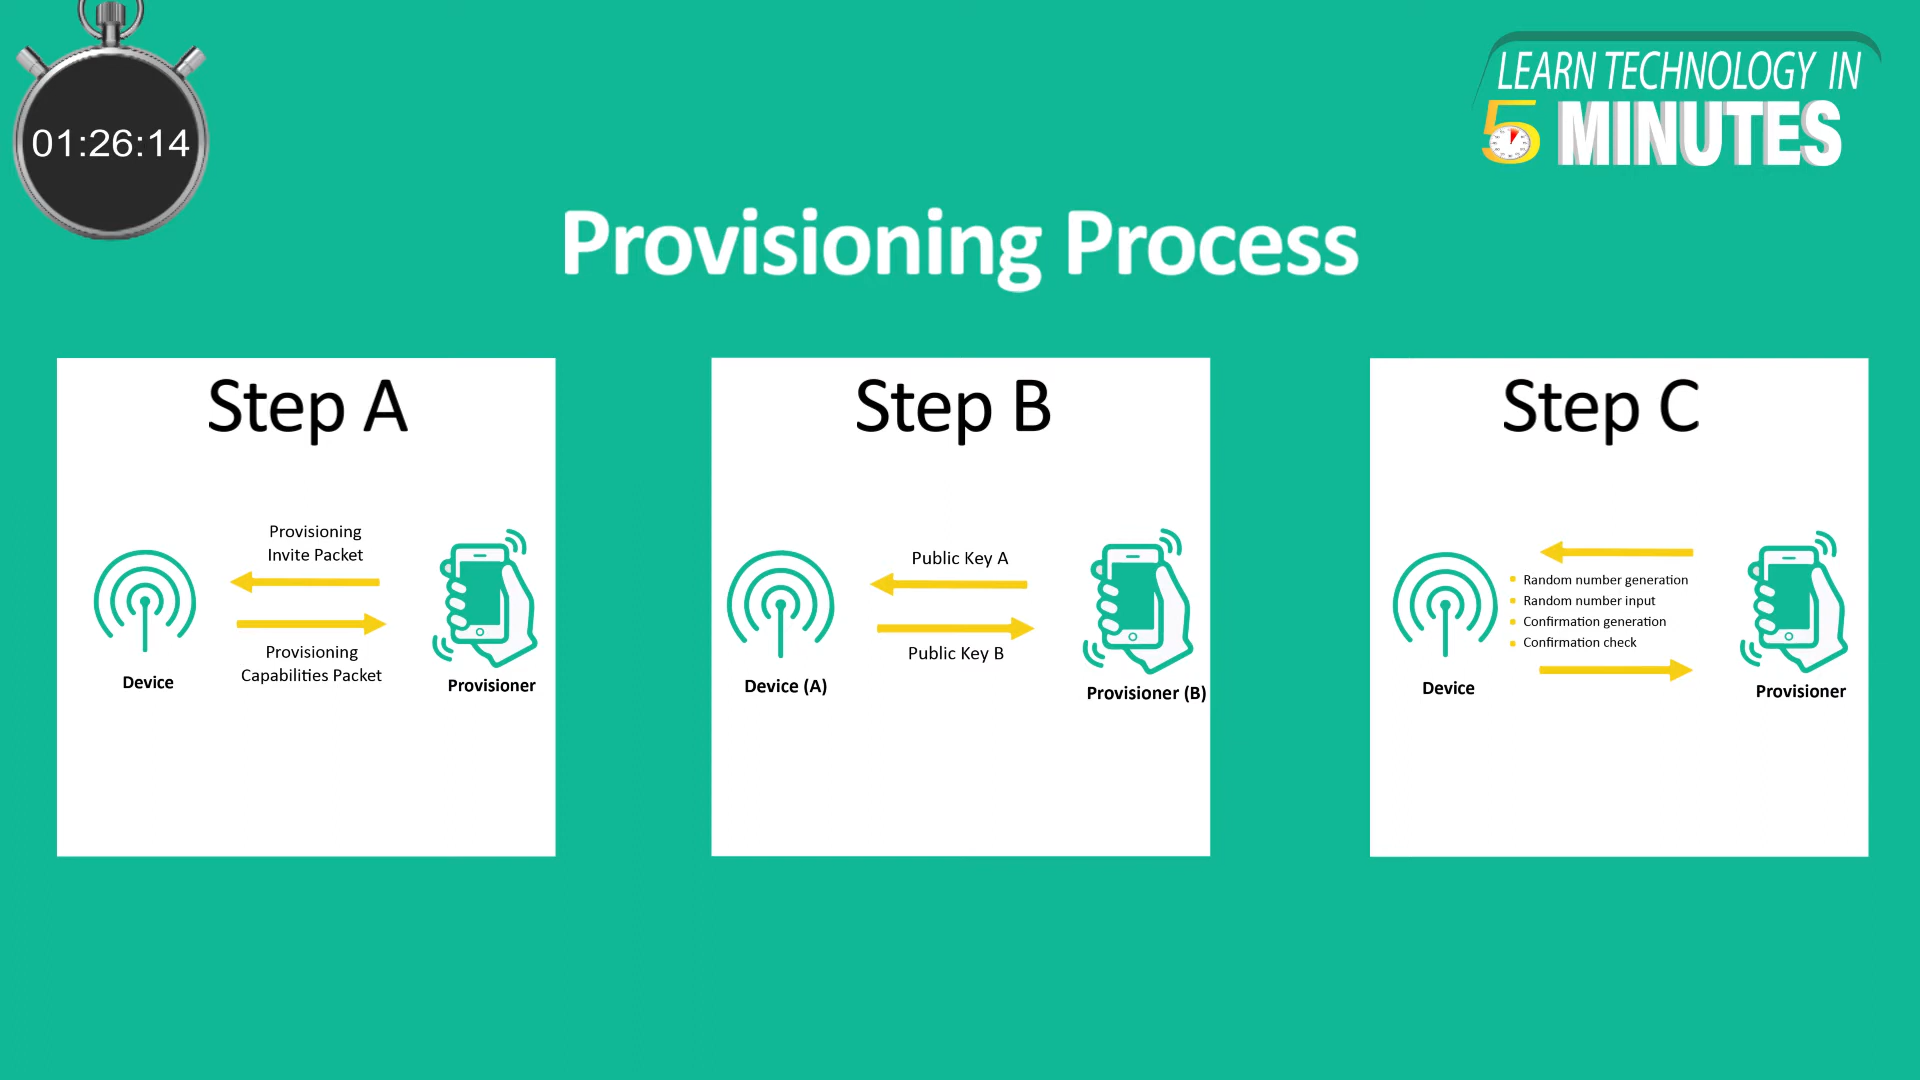 01:26:14
LEARN TECHNOLOGY IN
5 MINUTES
Provisioning Process
Step A
Provisioning
Invite Packet
Provisioning
Capabilities Packet
Device
Provisioner
Step B
Public Key A
Public Key B
Device (A)
Provisioner (B)
Step C
Random number generation
Random number input
Confirmation generation
Confirmation check
Device
Provisioner